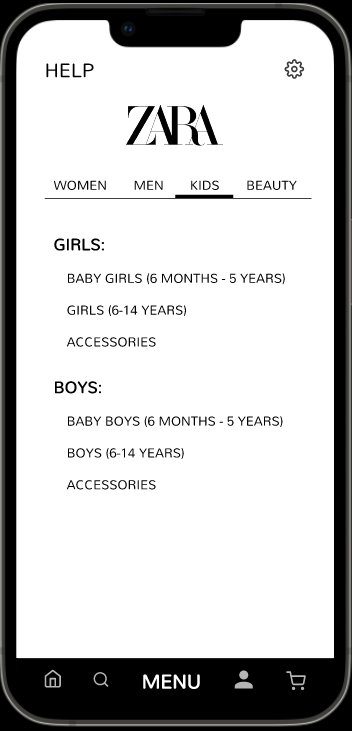 HELP
ZARA
WOMEN MEN KIDS BEAUTY
GIRLS:
BABY GIRLS (6 MONTHS - 5 YEARS)
GIRLS (6-14 YEARS)
ACCESSORIES
BOYS:
BABY BOYS (6 MONTHS - 5 YEARS)
BOYS (6-14 YEARS)
ACCESSORIES
MENU